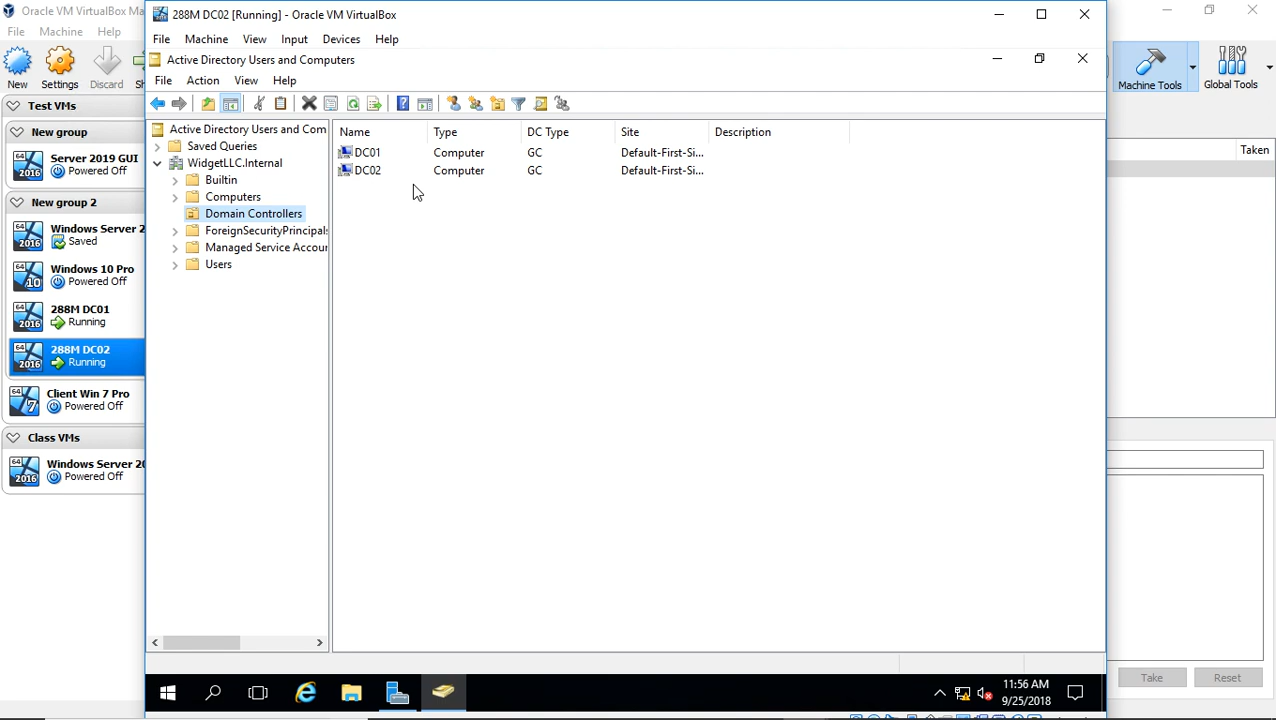 Oracle VM VirtualBox Ma
File Machine Help
New Settings Discard
Test VMs
New group
Server 2019 GUI
Powered Off
New group 2
Windows Server 2
Saved
Windows 10 Pro
Powered Off
288M DC01
Running
288M DC02
Running
Client Win 7 Pro
Powered Off
Class VMs
Windows Server 20
Powered Off
288M DC02 [Running] - Oracle VM VirtualBox
File Machine View Input Devices Help
Active Directory Users and Computers
File Action View Help
Active Directory Users and Com
Saved Queries
WidgetLLC.Internal
Builtin
Computers
Domain Controllers
ForeignSecurityPrincipals
Managed Service Accoun
Users
Name Type DC Type Site Description
DC01 Computer GC Default-First-Si...
DC02 Computer GC Default-First-Si...
11:56 AM
9/25/2018
Machine Tools Global Tools
Taken
Take Reset